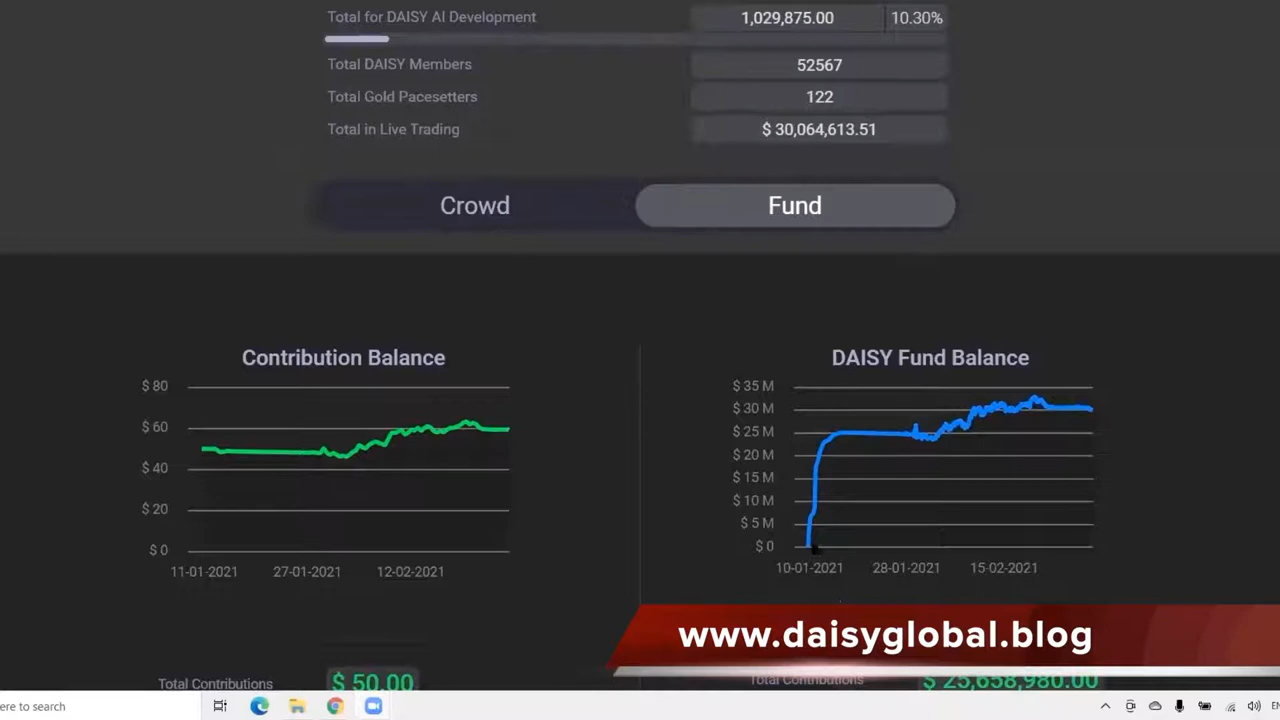 Total for DAISY AI Development 1,029,875.00 10.30%
Total DAISY Members 52567
Total Gold Pacesetters 122
Total in Live Trading $ 30,064,613.51
Crowd Fund
Contribution Balance
$ 80
$ 60
$ 40
$ 20
$ 0
11-01-2021 27-01-2021 12-02-2021
DAISY Fund Balance
$ 35 M
$ 30 M
$ 25 M
$ 20 M
$ 15 M
$ 10 M
$ 5 M
$ 0
10-01-2021 28-01-2021 15-02-2021
www.daisyglobal.blog
Total Contributions $ 50.00
Total Contributions $ 25,658,980.00
ere to search